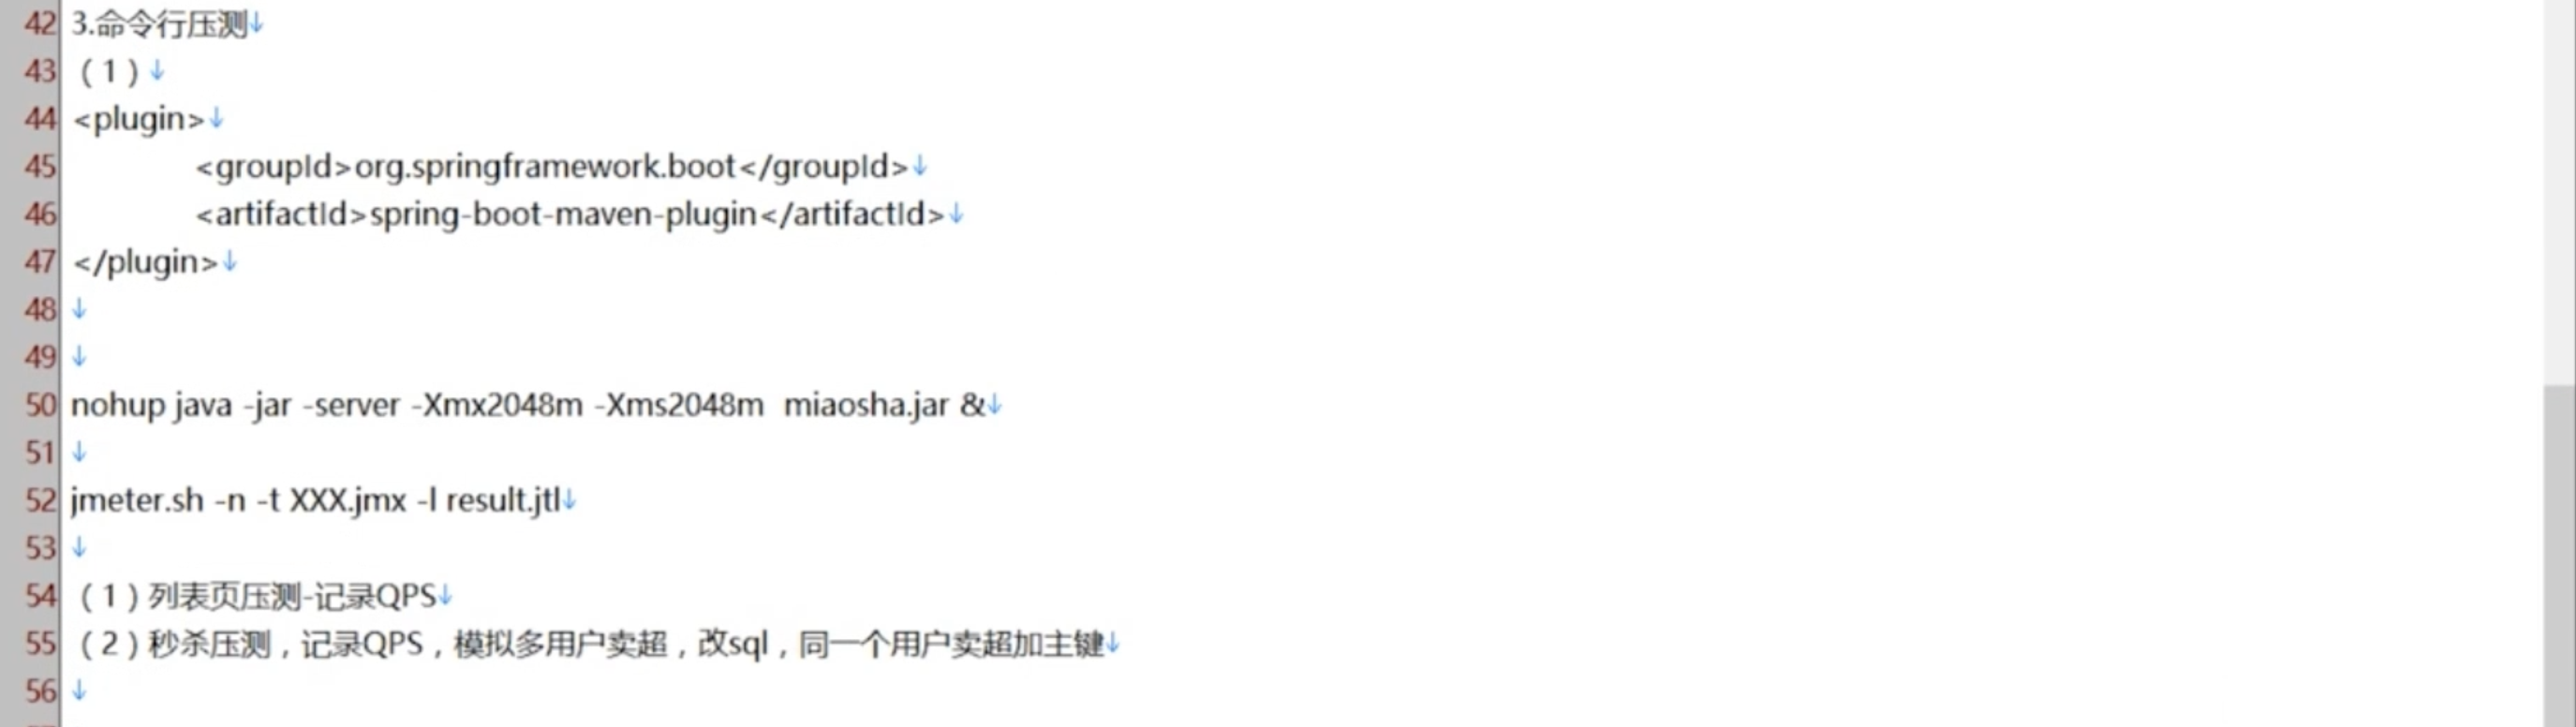 42 3.命令行压测↓
43 （1）↓
44 <plugin>↓
45 <groupId>org.springframework.boot</groupId>↓
46 <artifactId>spring-boot-maven-plugin</artifactId>↓
47 </plugin>↓
48 ↓
49 ↓
50 nohup java -jar -server -Xmx2048m -Xms2048m  miaosha.jar &↓
51 ↓
52 jmeter.sh -n -t XXX.jmx -l result.jtl↓
53 ↓
54 （1）列表页压测-记录QPS↓
55 （2）秒杀压测，记录QPS，模拟多用户卖超，改sql，同一个用户卖超加主键↓
56 ↓